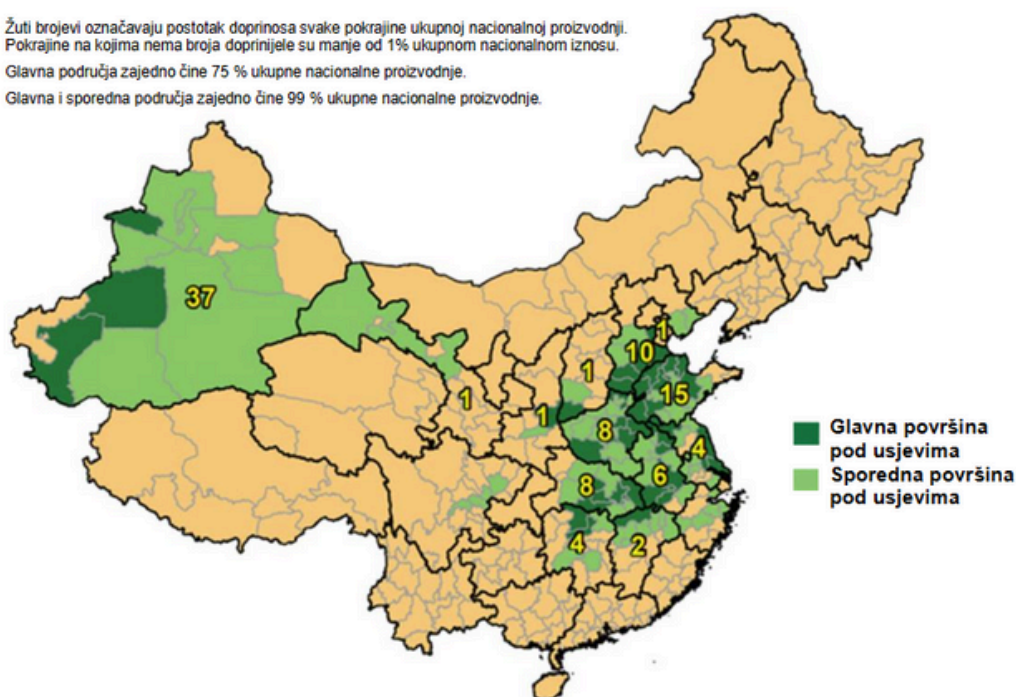 Žuti brojevi označavaju postotak doprinosa svake pokrajine ukupnoj nacionalnoj proizvodnji.
Pokrajine na kojima nema broja doprinijele su manje od 1% ukupnom nacionalnom iznosu.
Glavna područja zajedno čine 75 % ukupne nacionalne proizvodnje.
Glavna i sporedna područja zajedno čine 99 % ukupne nacionalne proizvodnje.
37
1
10
1
15
1
1
8
4
6
8
4
2
Glavna površina
pod usjevima
Sporedna površina
pod usjevima